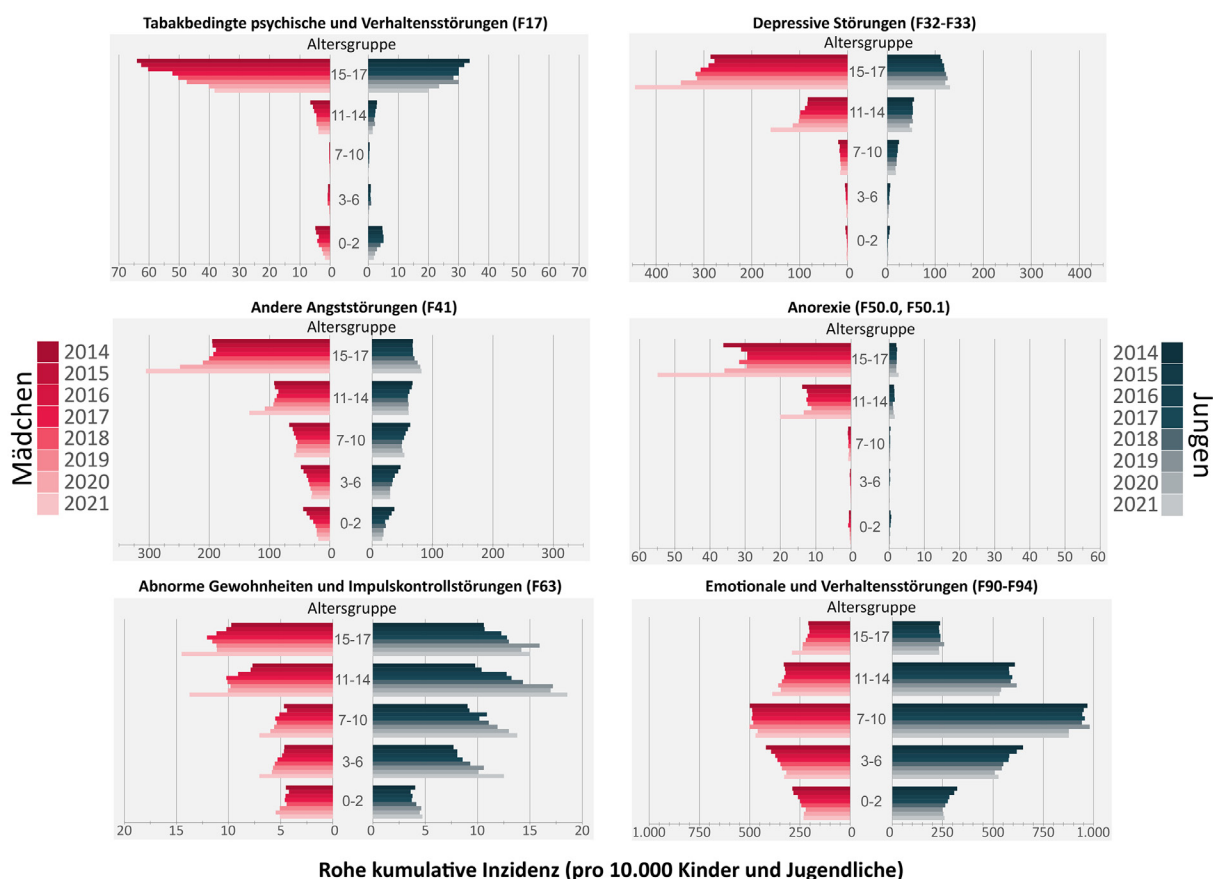 Tabakbedingte psychische und Verhaltensstörungen (F17)
Altersgruppe
15-17
11-14
7-10
3-6
0-2
70 60 50 40 30 20 10 0 0 10 20 30 40 50 60 70
Depressive Störungen (F32-F33)
Altersgruppe
15-17
11-14
7-10
3-6
0-2
400 300 200 100 0 0 100 200 300 400
Andere Angststörungen (F41)
Altersgruppe
15-17
11-14
7-10
3-6
0-2
300 200 100 0 0 100 200 300
Anorexie (F50.0, F50.1)
Altersgruppe
15-17
11-14
7-10
3-6
0-2
60 50 40 30 20 10 0 0 10 20 30 40 50 60
Mädchen
2014
2015
2016
2017
2018
2019
2020
2021
Jungen
2014
2015
2016
2017
2018
2019
2020
2021
Abnorme Gewohnheiten und Impulskontrollstörungen (F63)
Altersgruppe
15-17
11-14
7-10
3-6
0-2
20 15 10 5 0 0 5 10 15 20
Emotionale und Verhaltensstörungen (F90-F94)
Altersgruppe
15-17
11-14
7-10
3-6
0-2
1.000 750 500 250 0 0 250 500 750 1.000
Rohe kumulative Inzidenz (pro 10.000 Kinder und Jugendliche)